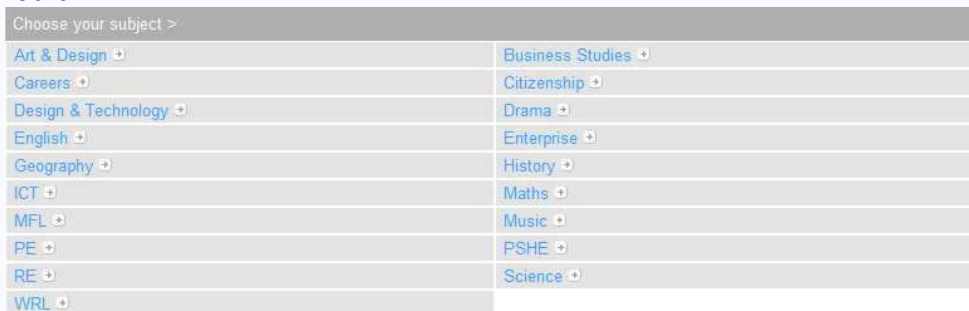 Choose your subject >
Art & Design
Business Studies
Careers
Citizenship
Design & Technology
Drama
English
Enterprise
Geography
History
ICT
Maths
MFL
Music
PE
PSHE
RE
Science
WRL